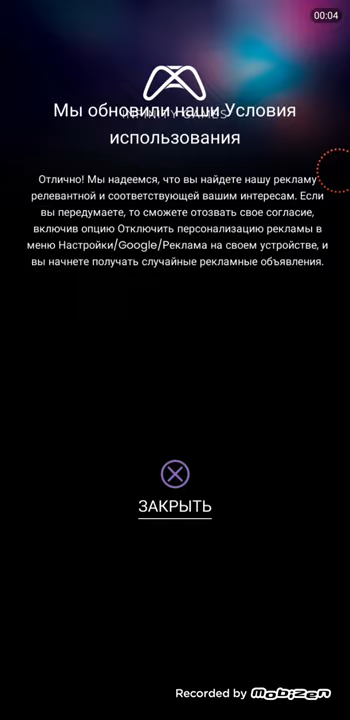 00:04
INFINITY GAMES
Мы обновили наши Условия
использования
Отлично! Мы надеемся, что вы найдете нашу рекламу
релевантной и соответствующей вашим интересам. Если
вы передумаете, то сможете отозвать свое согласие,
включив опцию Отключить персонализацию рекламы в
меню Настройки/Google/Реклама на своем устройстве, и
вы начнете получать случайные рекламные объявления.
ЗАКРЫТЬ
Recorded by Mobizen